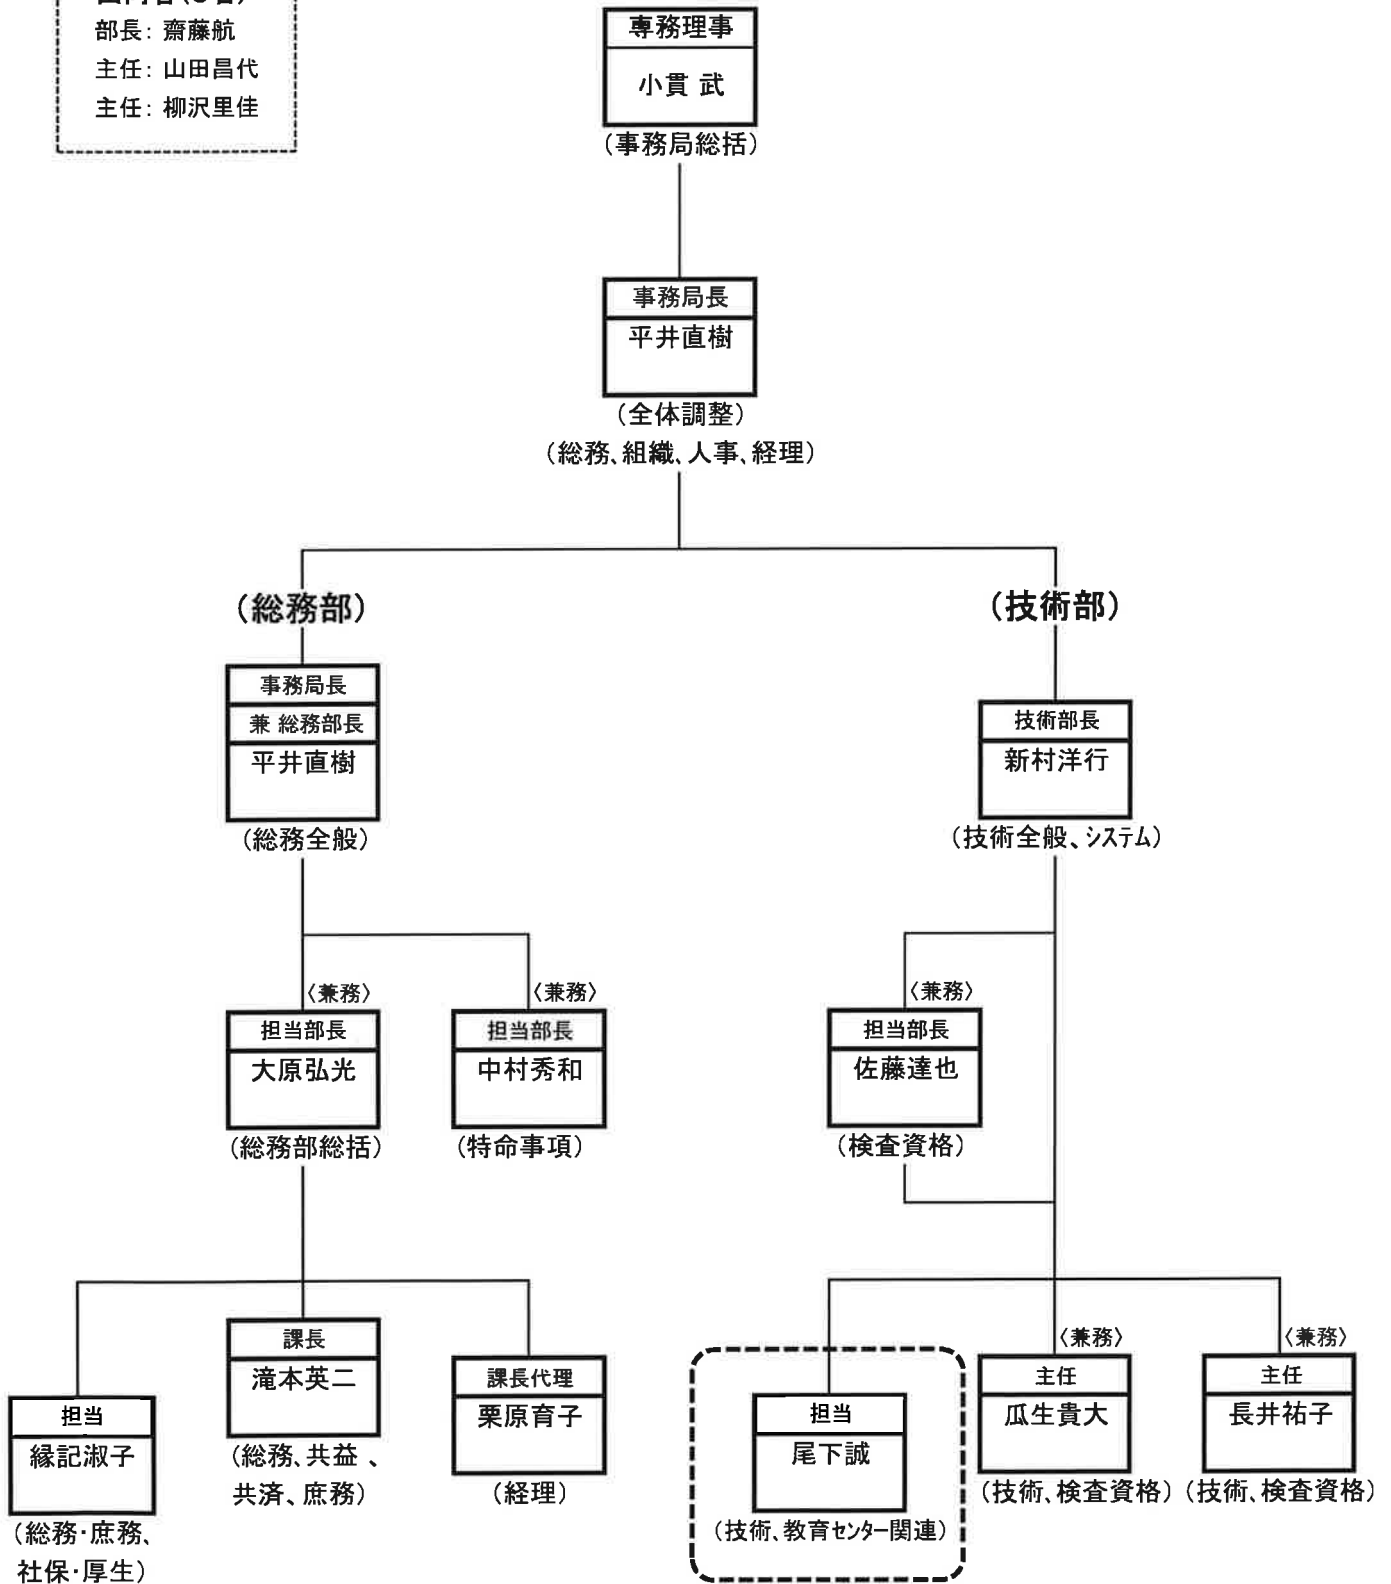 部長: 齋藤航
主任: 山田昌代
主任: 柳沢里佳
専務理事
小貫 武
(事務局総括)
事務局長
平井直樹
(全体調整)
(総務、組織、人事、経理)
(総務部)
(技術部)
事務局長
兼 総務部長
平井直樹
(総務全般)
技術部長
新村洋行
(技術全般、システム)
〈兼務〉
担当部長
大原弘光
(総務部総括)
〈兼務〉
担当部長
中村秀和
(特命事項)
〈兼務〉
担当部長
佐藤達也
(検査資格)
担当
縁記淑子
(総務・庶務、
社保・厚生)
課長
滝本英二
(総務、共益 、
共済、庶務)
課長代理
栗原育子
(経理)
担当
尾下誠
(技術、教育センター関連)
〈兼務〉
主任
瓜生貴大
(技術、検査資格)
〈兼務〉
主任
長井祐子
(技術、検査資格)